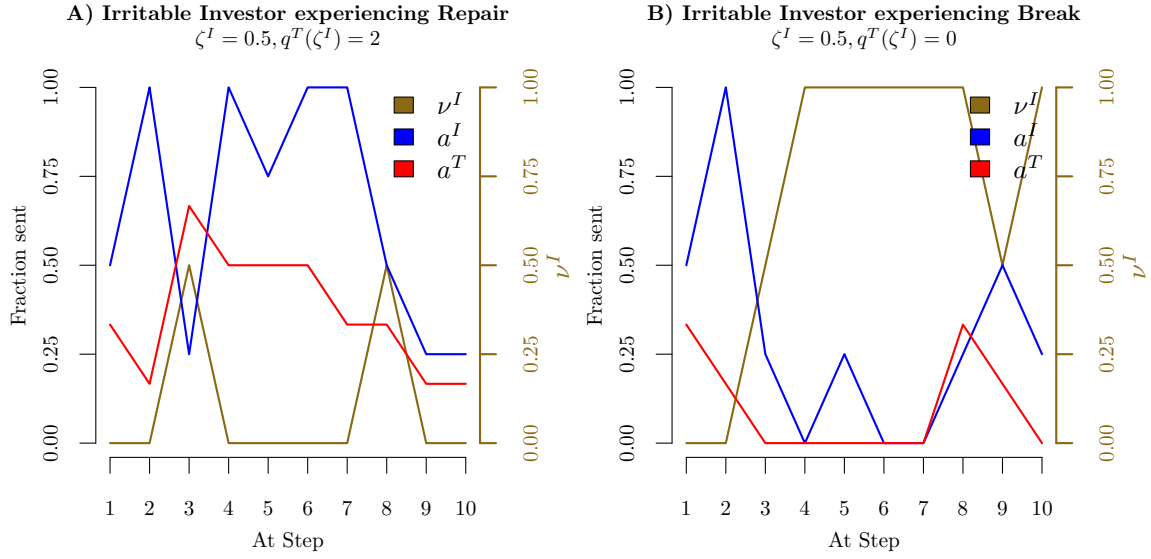 A) Irritable Investor experiencing Repair
ζ^I = 0.5, q^T(ζ^I) = 2
Fraction sent
0.00 0.25 0.50 0.75 1.00
ν^I
a^I
a^T
0.00 0.25 0.50 0.75 1.00
ν^I
1 2 3 4 5 6 7 8 9 10
At Step
B) Irritable Investor experiencing Break
ζ^I = 0.5, q^T(ζ^I) = 0
Fraction sent
0.00 0.25 0.50 0.75 1.00
ν^I
a^I
a^T
0.00 0.25 0.50 0.75 1.00
ν^I
1 2 3 4 5 6 7 8 9 10
At Step